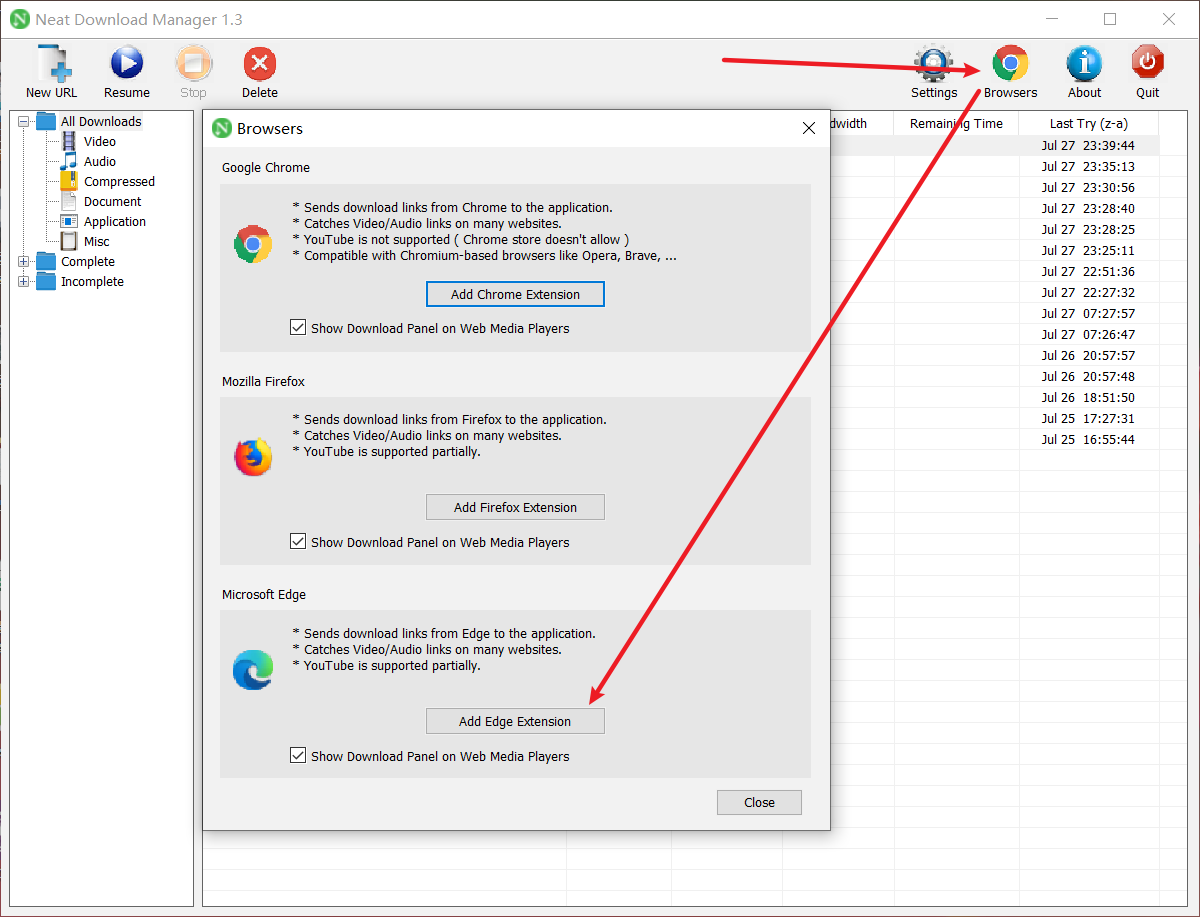 Neat Download Manager 1.3
New URL
Resume
Stop
Delete
Settings
Browsers
About
Quit
All Downloads
Video
Audio
Compressed
Document
Application
Misc
Complete
Incomplete
Browsers
Google Chrome
* Sends download links from Chrome to the application.
* Catches Video/Audio links on many websites.
* YouTube is not supported ( Chrome store doesn't allow )
* Compatible with Chromium-based browsers like Opera, Brave, ...
Add Chrome Extension
Show Download Panel on Web Media Players
Mozilla Firefox
* Sends download links from Firefox to the application.
* Catches Video/Audio links on many websites.
* YouTube is supported partially.
Add Firefox Extension
Show Download Panel on Web Media Players
Microsoft Edge
* Sends download links from Edge to the application.
* Catches Video/Audio links on many websites.
* YouTube is supported partially.
Add Edge Extension
Show Download Panel on Web Media Players
Close
dwidth Remaining Time Last Try (z-a)
Jul 27 23:39:44
Jul 27 23:35:13
Jul 27 23:30:56
Jul 27 23:28:40
Jul 27 23:28:25
Jul 27 23:25:11
Jul 27 22:51:36
Jul 27 22:27:32
Jul 27 07:27:57
Jul 27 07:26:47
Jul 26 20:57:57
Jul 26 20:57:48
Jul 26 18:51:50
Jul 25 17:27:31
Jul 25 16:55:44